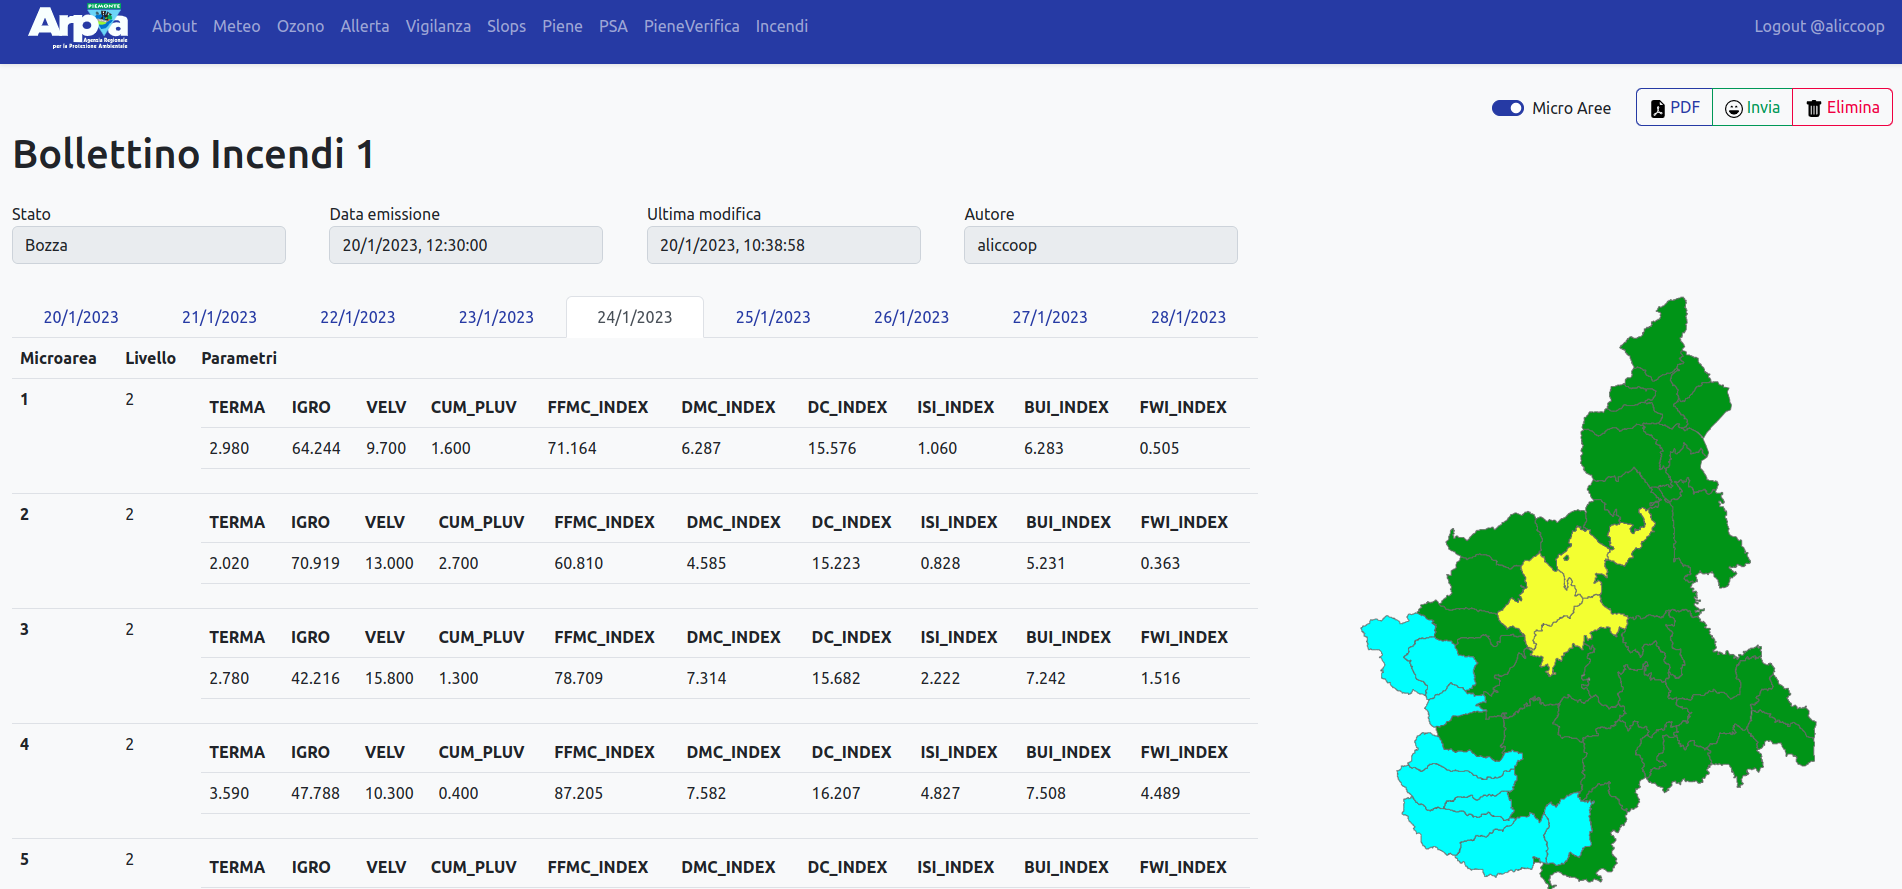 PIEMONTE
Arpa
Agenzia Regionale
per la Protezione Ambientale
About Meteo Ozono Allerta Vigilanza Slops Piene PSA PieneVerifica Incendi
Logout @aliccoop
Micro Aree PDF Invia Elimina
Bollettino Incendi 1
Stato Data emissione Ultima modifica Autore
Bozza 20/1/2023, 12:30:00 20/1/2023, 10:38:58 aliccoop
20/1/2023 21/1/2023 22/1/2023 23/1/2023 24/1/2023 25/1/2023 26/1/2023 27/1/2023 28/1/2023
Microarea Livello Parametri
1 2
TERMA IGRO VELV CUM_PLUV FFMC_INDEX DMC_INDEX DC_INDEX ISI_INDEX BUI_INDEX FWI_INDEX
2.980 64.244 9.700 1.600 71.164 6.287 15.576 1.060 6.283 0.505
2 2
TERMA IGRO VELV CUM_PLUV FFMC_INDEX DMC_INDEX DC_INDEX ISI_INDEX BUI_INDEX FWI_INDEX
2.020 70.919 13.000 2.700 60.810 4.585 15.223 0.828 5.231 0.363
3 2
TERMA IGRO VELV CUM_PLUV FFMC_INDEX DMC_INDEX DC_INDEX ISI_INDEX BUI_INDEX FWI_INDEX
2.780 42.216 15.800 1.300 78.709 7.314 15.682 2.222 7.242 1.516
4 2
TERMA IGRO VELV CUM_PLUV FFMC_INDEX DMC_INDEX DC_INDEX ISI_INDEX BUI_INDEX FWI_INDEX
3.590 47.788 10.300 0.400 87.205 7.582 16.207 4.827 7.508 4.489
5 2
TERMA IGRO VELV CUM_PLUV FFMC_INDEX DMC_INDEX DC_INDEX ISI_INDEX BUI_INDEX FWI_INDEX